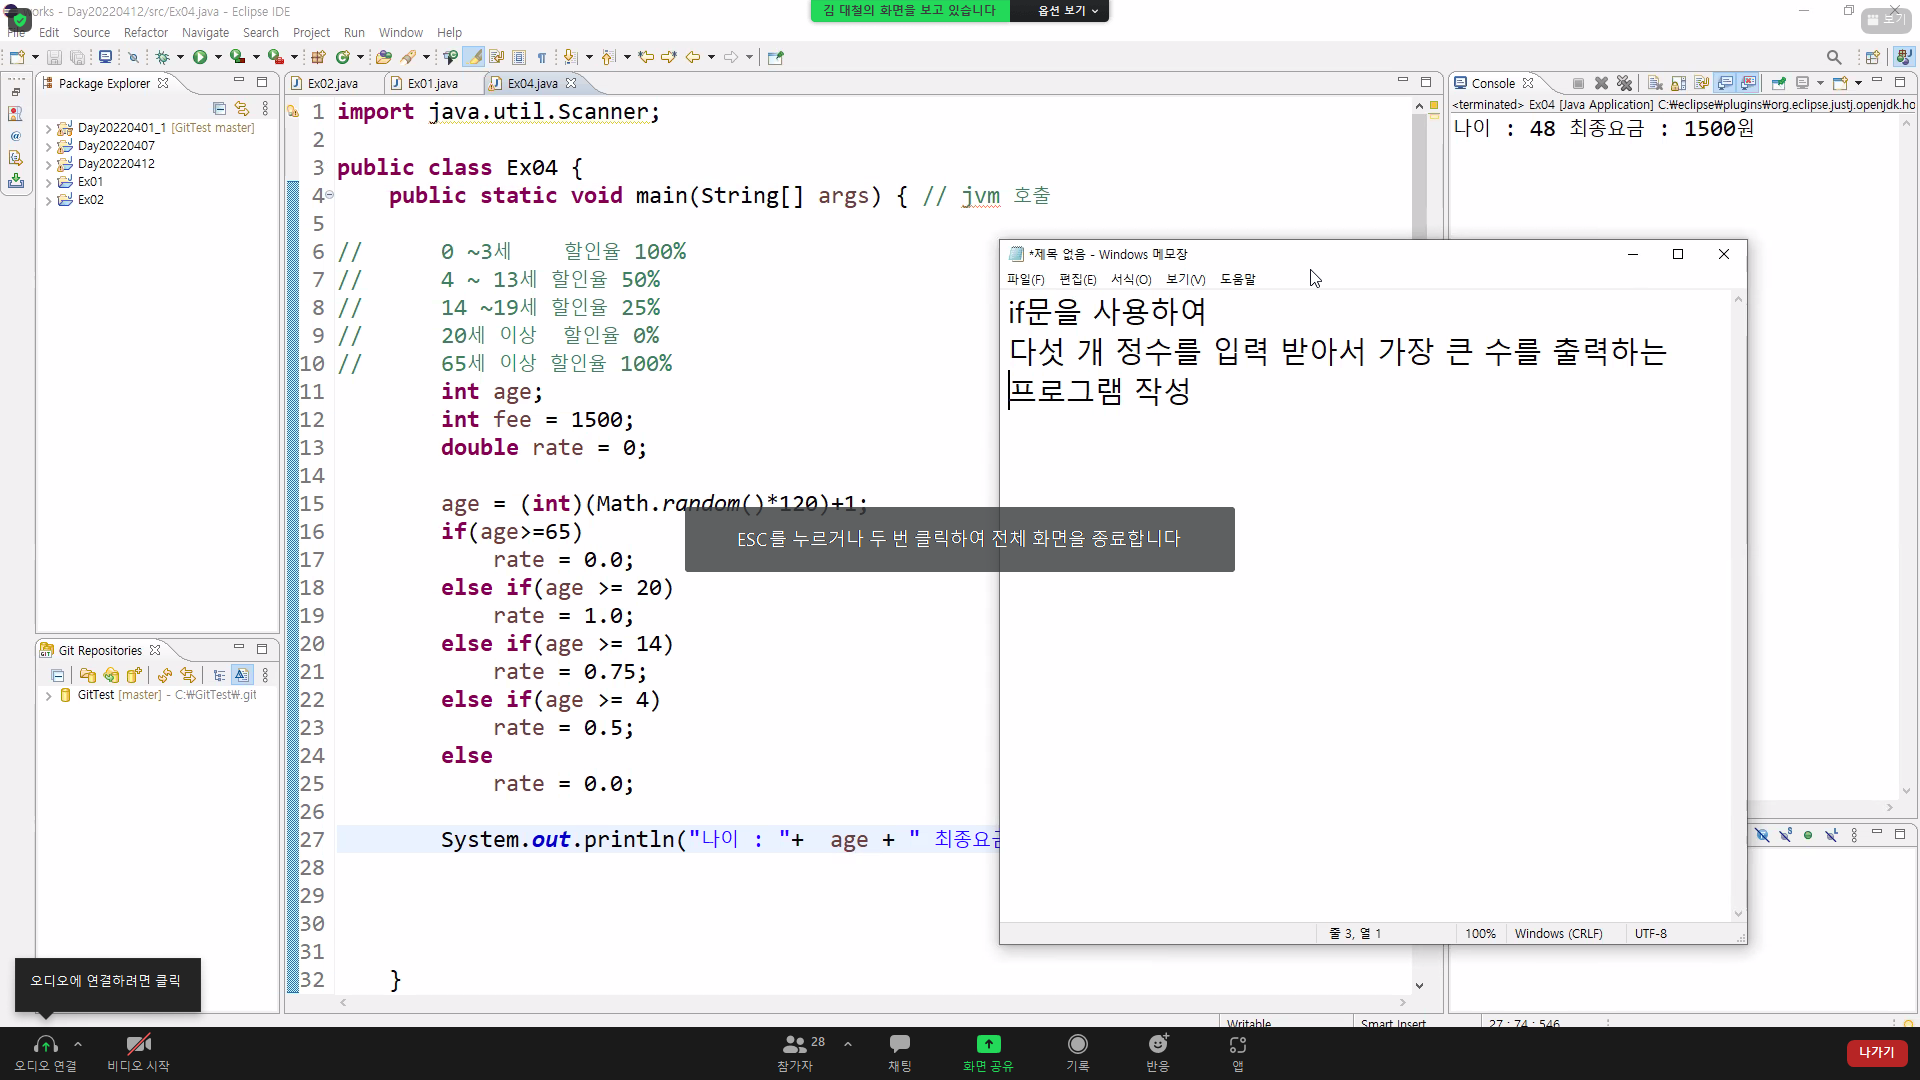 works - Day20220412/src/Ex04.java - Eclipse IDE
김 대철의 화면을 보고 있습니다
옵션 보기
보기
File Edit Source Refactor Navigate Search Project Run Window Help
Package Explorer
Day20220401_1 [GitTest master]
Day20220407
Day20220412
Ex01
Ex02
Git Repositories
GitTest [master] - C:₩GitTest₩.git
Ex02.java Ex01.java Ex04.java
1 import java.util.Scanner;
2
3 public class Ex04 {
4 public static void main(String[] args) { // jvm 호출
5
6 // 0 ~3세 할인율 100%
7 // 4 ~ 13세 할인율 50%
8 // 14 ~19세 할인율 25%
9 // 20세 이상 할인율 0%
10 // 65세 이상 할인율 100%
11 int age;
12 int fee = 1500;
13 double rate = 0;
14
15 age = (int)(Math.random()*120)+1;
16 if(age>=65)
17 rate = 0.0;
18 else if(age >= 20)
19 rate = 1.0;
20 else if(age >= 14)
21 rate = 0.75;
22 else if(age >= 4)
23 rate = 0.5;
24 else
25 rate = 0.0;
26
27 System.out.println("나이 : "+ age + " 최종요금
28
29
30
31
32 }
Console
<terminated> Ex04 [Java Application] C:₩eclipse₩plugins₩org.eclipse.justj.openjdk.ho
나이 : 48 최종요금 : 1500원
*제목 없음 - Windows 메모장
파일(F) 편집(E) 서식(O) 보기(V) 도움말
if문을 사용하여
다섯 개 정수를 입력 받아서 가장 큰 수를 출력하는
프로그램 작성
줄 3, 열 1 100% Windows (CRLF) UTF-8
ESC를 누르거나 두 번 클릭하여 전체 화면을 종료합니다
Writable Smart Insert 27 : 74 : 546
오디오에 연결하려면 클릭
오디오 연결 비디오 시작 참가자 28 채팅 화면 공유 기록 반응 앱 나가기